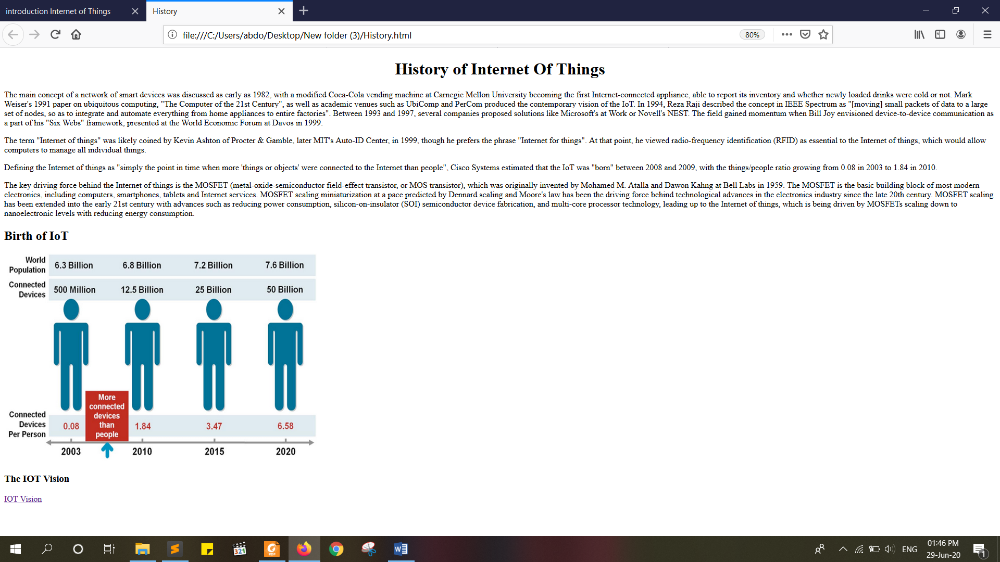 introduction Internet of Things
History
file:///C:/Users/abdo/Desktop/New folder (3)/History.html
80%
History of Internet Of Things
The main concept of a network of smart devices was discussed as early as 1982, with a modified Coca-Cola vending machine at Carnegie Mellon University becoming the first Internet-connected appliance, able to report its inventory and whether newly loaded drinks were cold or not. Mark
Weiser's 1991 paper on ubiquitous computing, "The Computer of the 21st Century", as well as academic venues such as UbiComp and PerCom produced the contemporary vision of the IoT. In 1994, Reza Raji described the concept in IEEE Spectrum as "[moving] small packets of data to a large
set of nodes, so as to integrate and automate everything from home appliances to entire factories". Between 1993 and 1997, several companies proposed solutions like Microsoft's at Work or Novell's NEST. The field gained momentum when Bill Joy envisioned device-to-device communication as
a part of his "Six Webs" framework, presented at the World Economic Forum at Davos in 1999.
The term "Internet of things" was likely coined by Kevin Ashton of Procter & Gamble, later MIT's Auto-ID Center, in 1999, though he prefers the phrase "Internet for things". At that point, he viewed radio-frequency identification (RFID) as essential to the Internet of things, which would allow
computers to manage all individual things.
Defining the Internet of things as "simply the point in time when more 'things or objects' were connected to the Internet than people", Cisco Systems estimated that the IoT was "born" between 2008 and 2009, with the things/people ratio growing from 0.08 in 2003 to 1.84 in 2010.
The key driving force behind the Internet of things is the MOSFET (metal-oxide-semiconductor field-effect transistor, or MOS transistor), which was originally invented by Mohamed M. Atalla and Dawon Kahng at Bell Labs in 1959. The MOSFET is the basic building block of most modern
electronics, including computers, smartphones, tablets and Internet services. MOSFET scaling miniaturization at a pace predicted by Dennard scaling and Moore's law has been the driving force behind technological advances in the electronics industry since the late 20th century. MOSFET scaling
has been extended into the early 21st century with advances such as reducing power consumption, silicon-on-insulator (SOI) semiconductor device fabrication, and multi-core processor technology, leading up to the Internet of things, which is being driven by MOSFETs scaling down to
nanoelectronic levels with reducing energy consumption.
Birth of IoT
World
Population
6.3 Billion 6.8 Billion 7.2 Billion 7.6 Billion
Connected
Devices
500 Million 12.5 Billion 25 Billion 50 Billion
More
connected
devices
than
people
Connected
Devices
Per Person
0.08 1.84 3.47 6.58
2003 2010 2015 2020
The IOT Vision
IOT Vision
321
PDF
ENG
01:46 PM
29-Jun-20
1